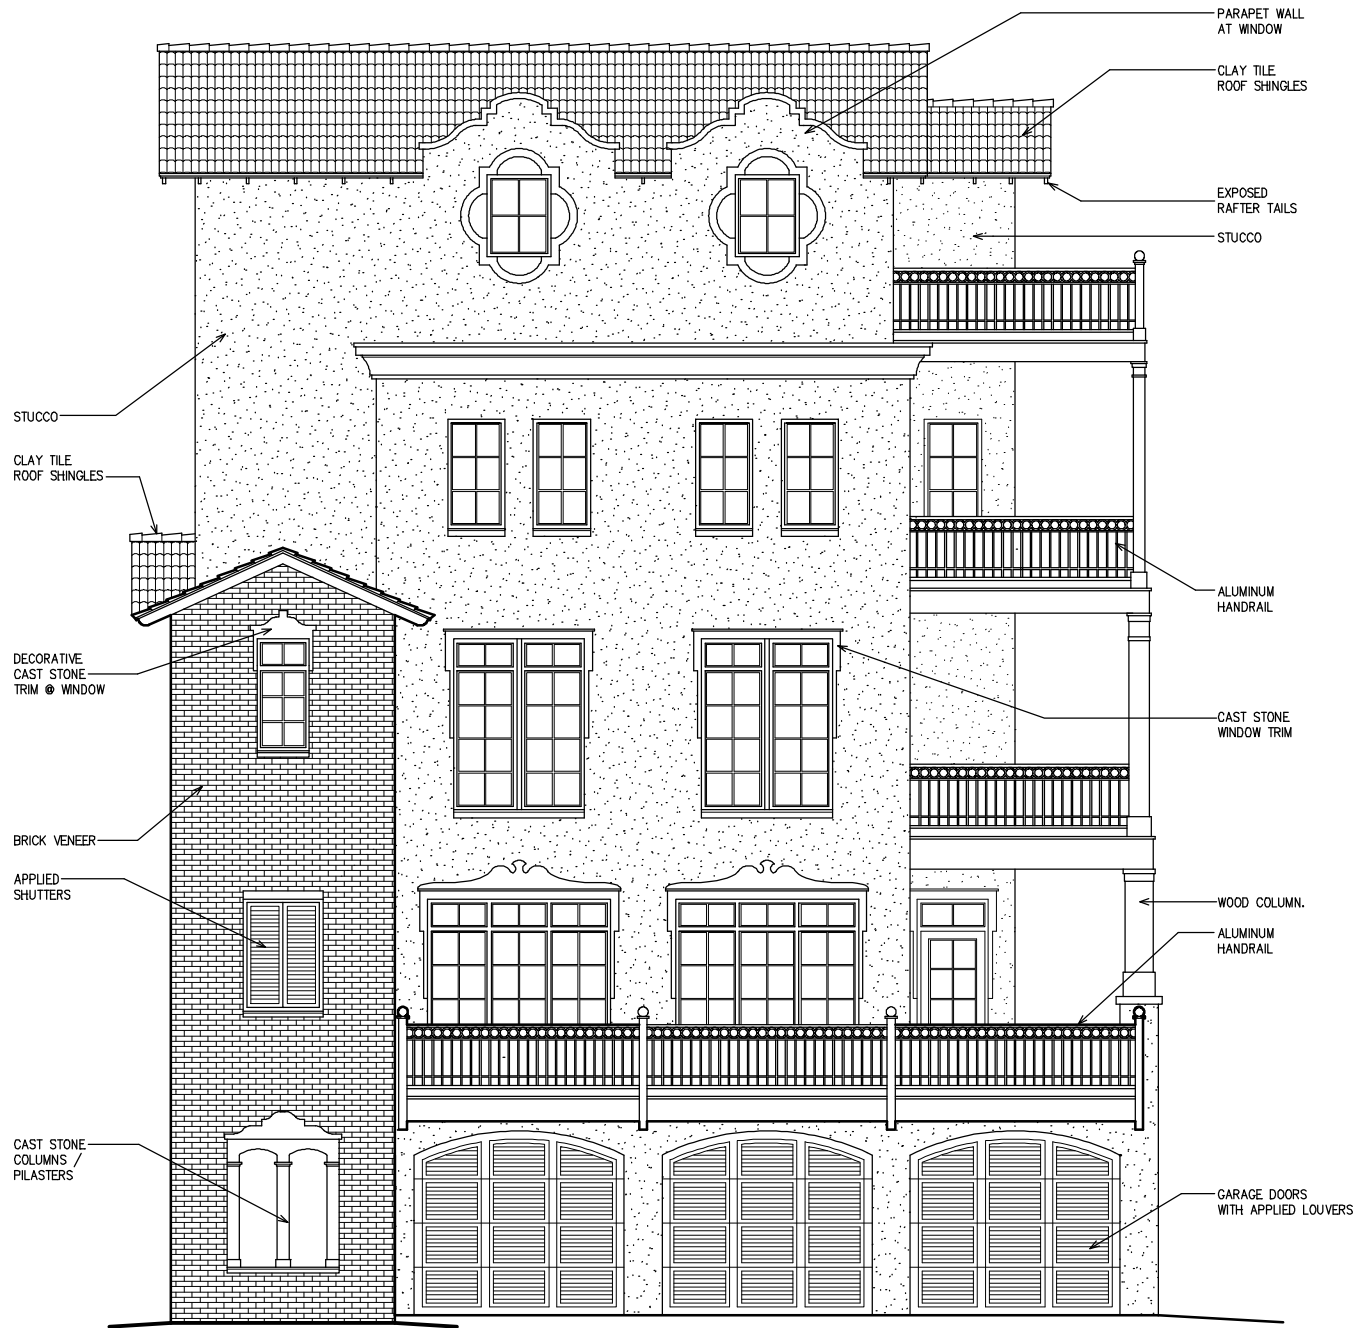 PARAPET WALL
AT WINDOW
CLAY TILE
ROOF SHINGLES
EXPOSED
RAFTER TAILS
STUCCO
STUCCO
CLAY TILE
ROOF SHINGLES
ALUMINUM
HANDRAIL
DECORATIVE
CAST STONE
TRIM @ WINDOW
CAST STONE
WINDOW TRIM
BRICK VENEER
APPLIED
SHUTTERS
WOOD COLUMN.
ALUMINUM
HANDRAIL
CAST STONE
COLUMNS /
PILASTERS
GARAGE DOORS
WITH APPLIED LOUVERS